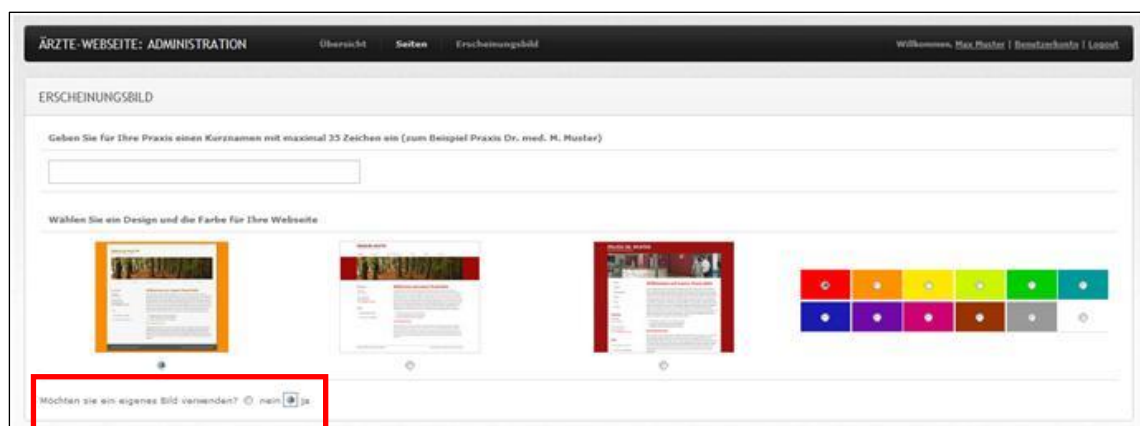 ÄRZTE-WEBSEITE: ADMINISTRATION Übersicht Seiten Erscheinungsbild Willkommen, Max Muster | Benutzerkonto | Logout
ERSCHEINUNGSBILD
Geben Sie für Ihre Praxis einen Kurznamen mit maximal 35 Zeichen ein (zum Beispiel Praxis Dr. med. M. Muster)
Wählen Sie ein Design und die Farbe für Ihre Webseite
Möchten sie ein eigenes Bild verwenden? nein ja